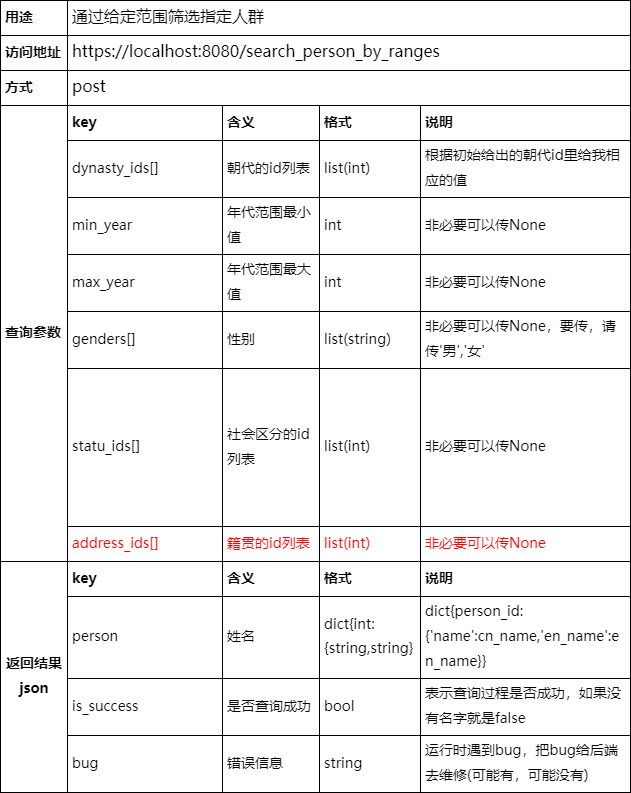 用途
通过给定范围筛选指定人群
访问地址
https://localhost:8080/search_person_by_ranges
方式
post
查询参数
key
含义
格式
说明
dynasty_ids[]
朝代的id列表
list(int)
根据初始给出的朝代id里给我相
应的值
min_year
年代范围最小
值
int
非必要可以传None
max_year
年代范围最大
值
int
非必要可以传None
genders[]
性别
list(string)
非必要可以传None，要传，请
传'男','女'
statu_ids[]
社会区分的id
列表
list(int)
非必要可以传None
address_ids[]
籍贯的id列表
list(int)
非必要可以传None
返回结果
json
key
含义
格式
说明
person
姓名
dict{int:
{string,string}
dict{person_id:
{'name':cn_name,'en_name':e
n_name}}
is_success
是否查询成功
bool
表示查询过程是否成功，如果没
有名字就是false
bug
错误信息
string
运行时遇到bug，把bug给后端
去维修(可能有，可能没有)